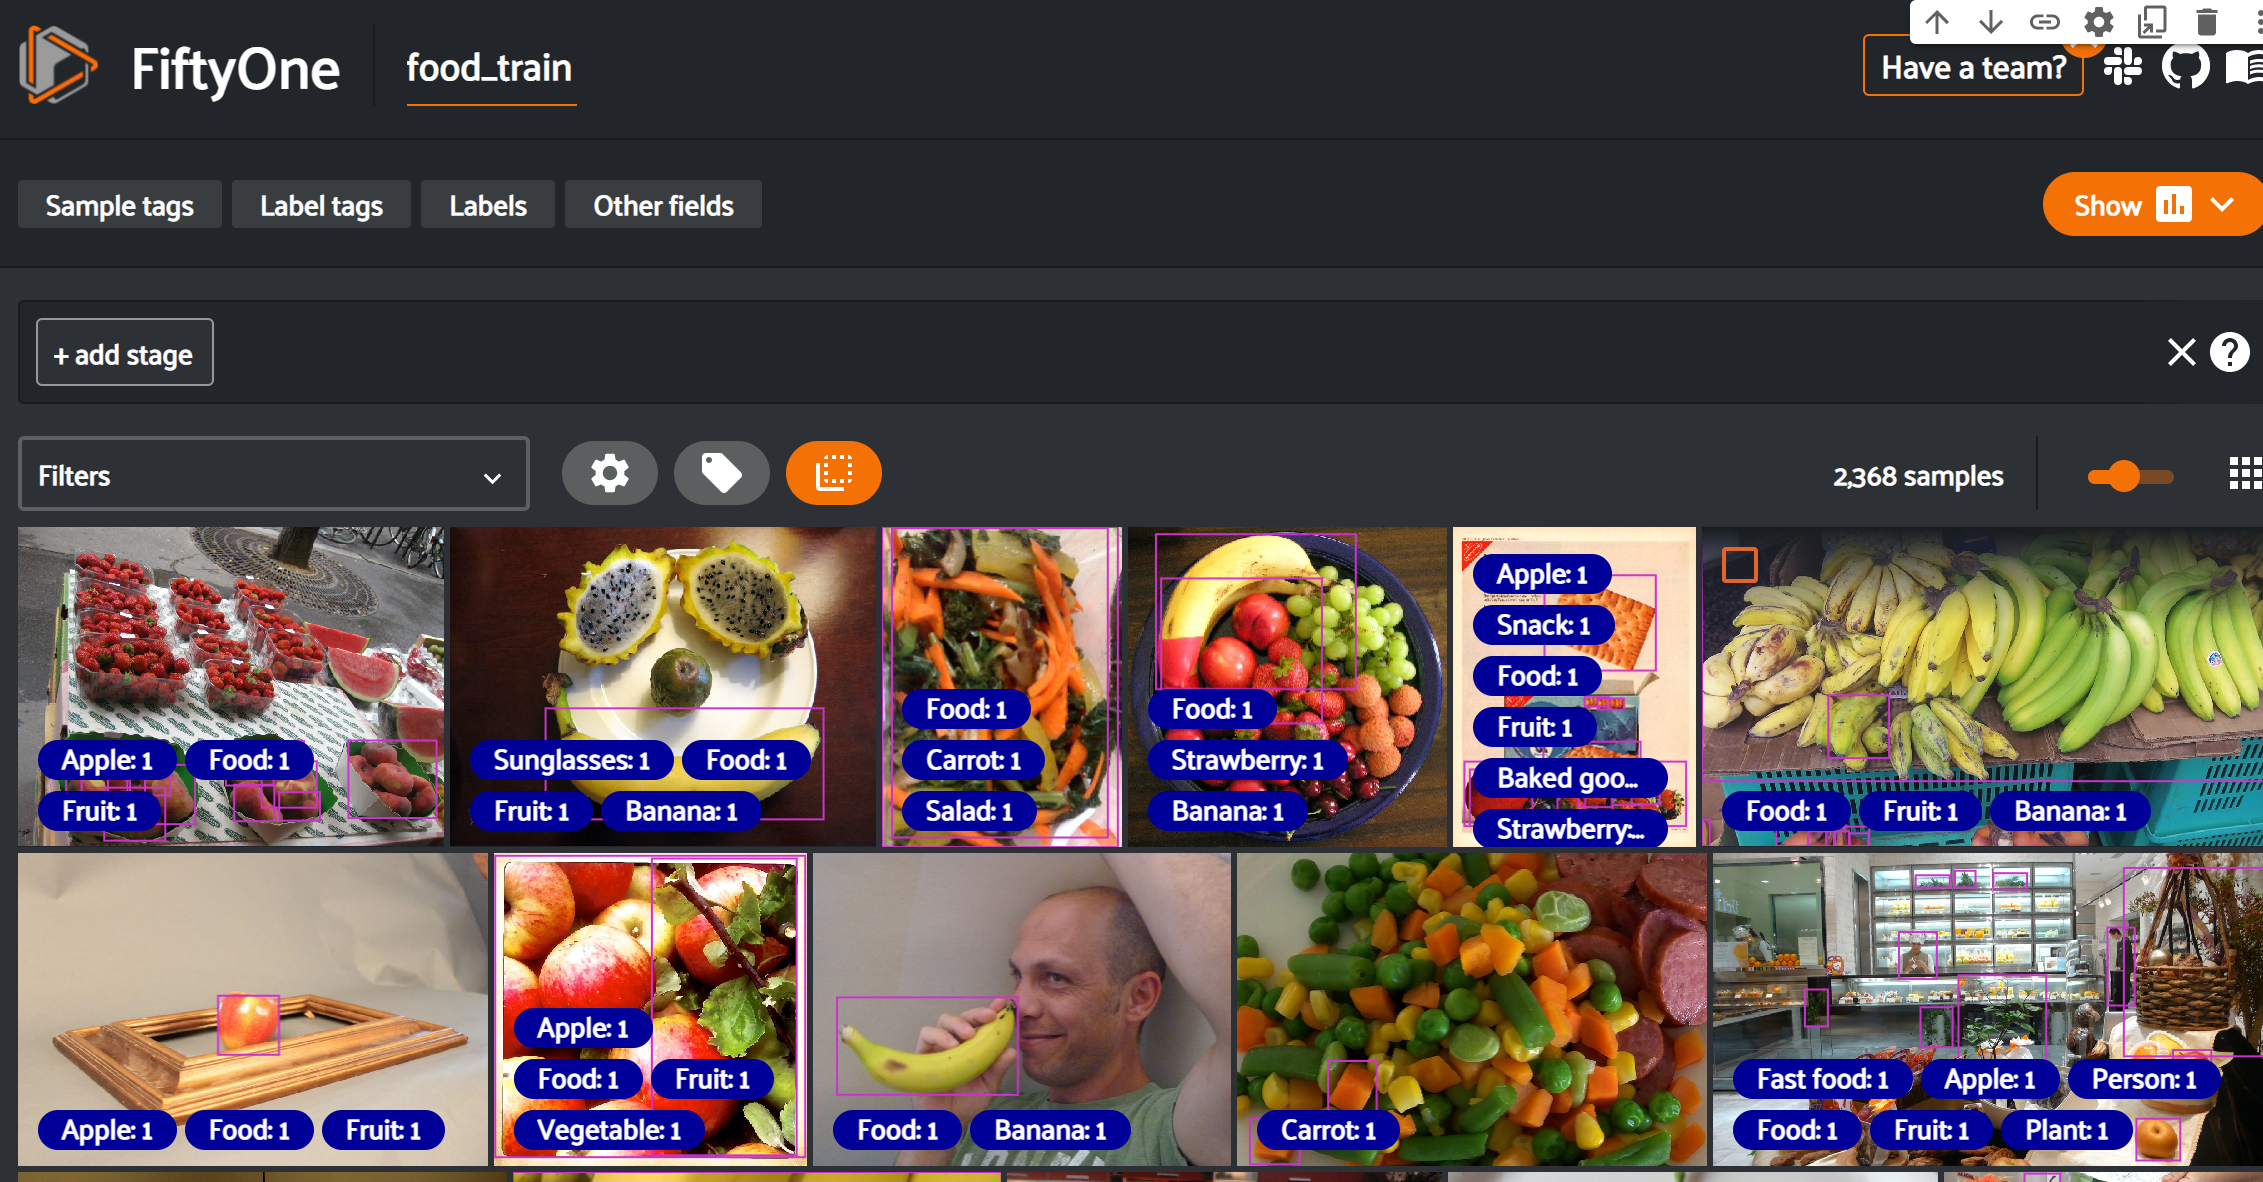 FiftyOne
food_train
Have a team?
Sample tags
Label tags
Labels
Other fields
Show
+ add stage
?
Filters
2,368 samples
Apple: 1
Food: 1
Fruit: 1
Sunglasses: 1
Food: 1
Fruit: 1
Banana: 1
Food: 1
Carrot: 1
Salad: 1
Food: 1
Strawberry: 1
Banana: 1
Apple: 1
Snack: 1
Food: 1
Fruit: 1
Baked goo...
Strawberry:...
Food: 1
Fruit: 1
Banana: 1
Apple: 1
Food: 1
Fruit: 1
Apple: 1
Food: 1
Fruit: 1
Vegetable: 1
Food: 1
Banana: 1
Carrot: 1
Fast food: 1
Apple: 1
Person: 1
Food: 1
Fruit: 1
Plant: 1